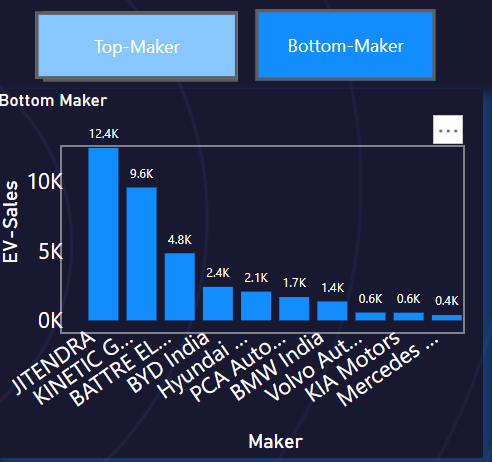 Top-Maker
Bottom-Maker
Bottom Maker
...
12.4K
9.6K
4.8K
2.4K
2.1K
1.7K
1.4K
0.6K
0.6K
0.4K
EV-Sales
10K
5K
0K
JITENDRA
KINETIC G...
BATTRE EL...
BYD India
Hyundai ...
PCA Auto...
BMW India
Volvo Aut...
KIA Motors
Mercedes ...
Maker